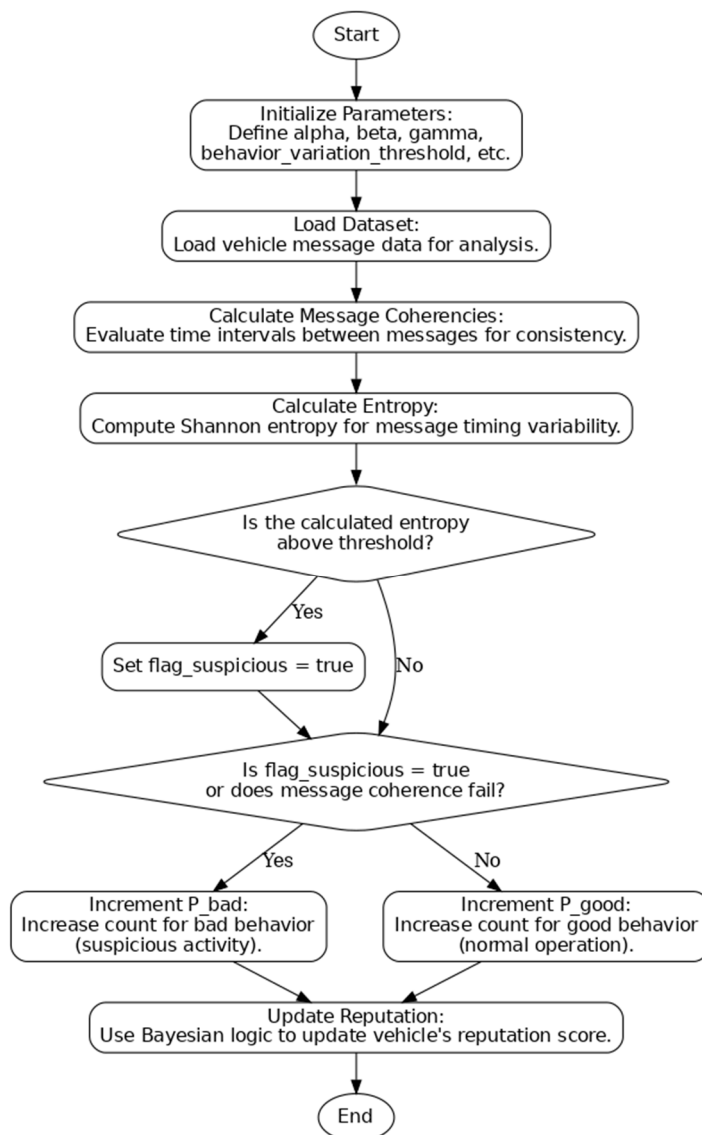 Start
Initialize Parameters:
Define alpha, beta, gamma,
behavior_variation_threshold, etc.
Load Dataset:
Load vehicle message data for analysis.
Calculate Message Coherencies:
Evaluate time intervals between messages for consistency.
Calculate Entropy:
Compute Shannon entropy for message timing variability.
Is the calculated entropy
above threshold?
Yes
No
Set flag_suspicious = true
Is flag_suspicious = true
or does message coherence fail?
Yes
No
Increment P_bad:
Increase count for bad behavior
(suspicious activity).
Increment P_good:
Increase count for good behavior
(normal operation).
Update Reputation:
Use Bayesian logic to update vehicle's reputation score.
End